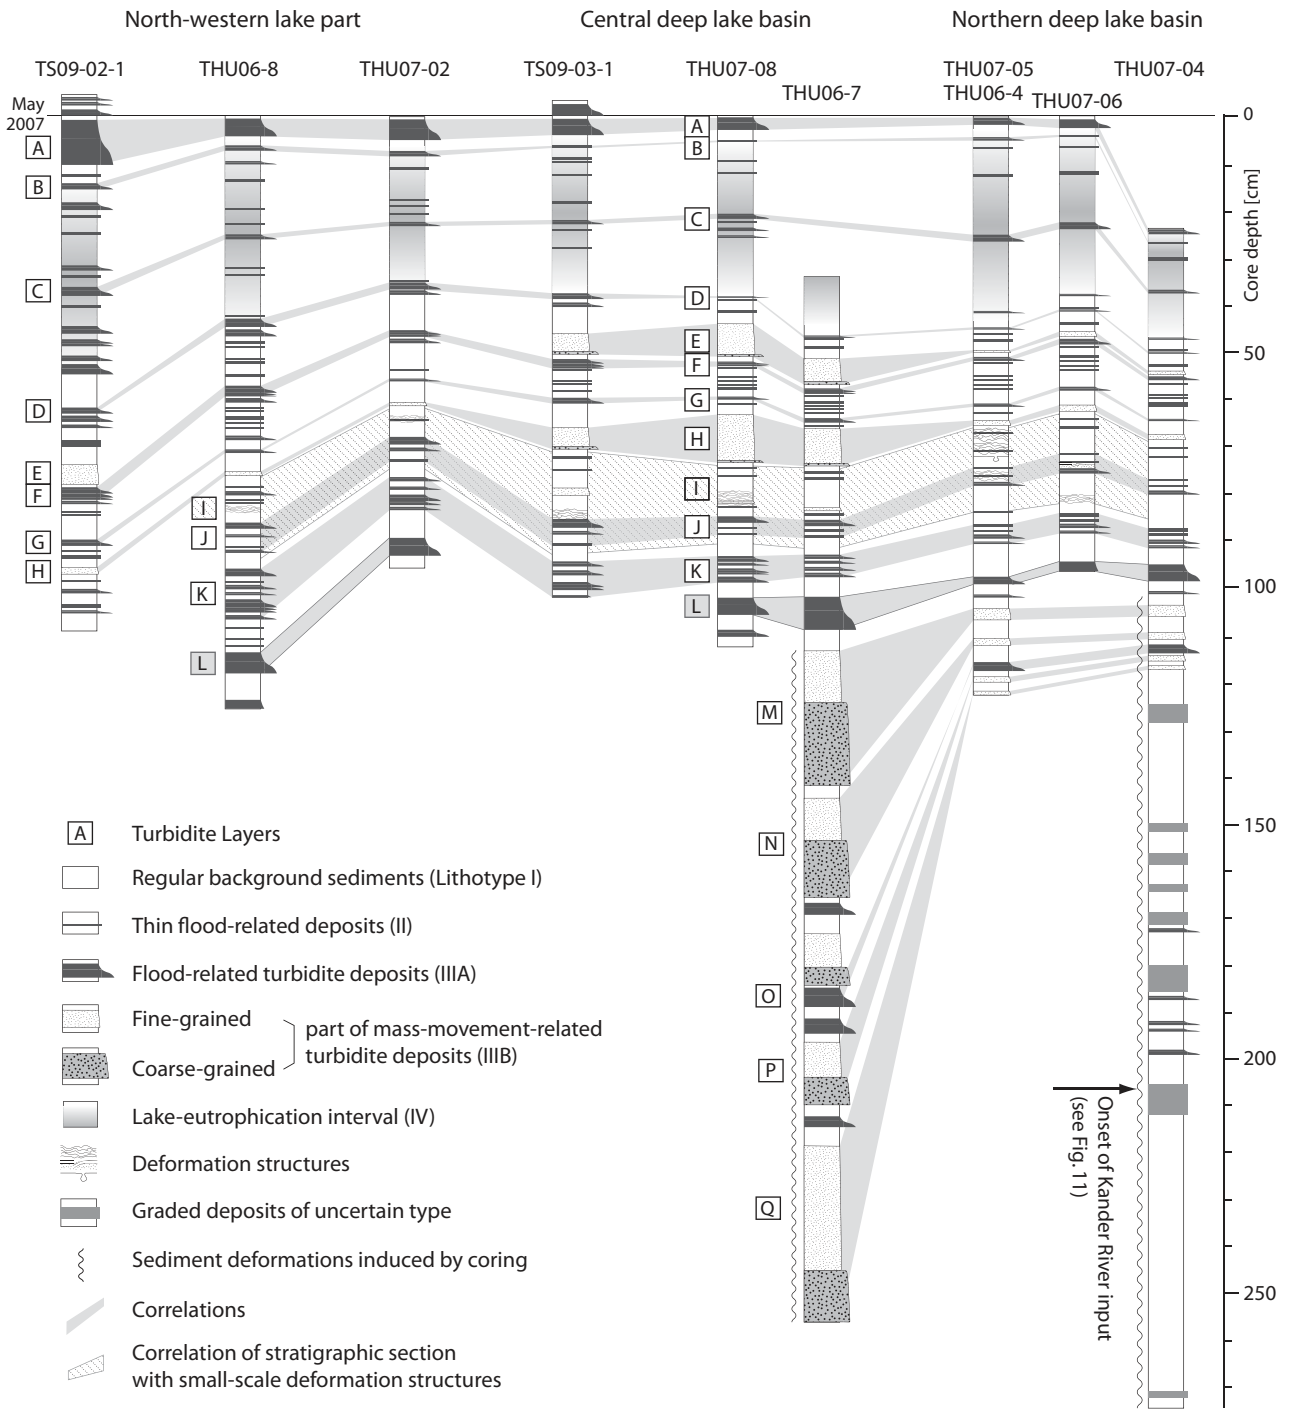 North-western lake part
Central deep lake basin
Northern deep lake basin
TS09-02-1
THU06-8
THU07-02
TS09-03-1
THU07-08
THU06-7
THU07-05
THU06-4
THU07-06
THU07-04
May
2007
A
B
C
D
E
F
G
H
I
J
K
L
A
B
C
D
E
F
G
H
I
J
K
L
M
N
O
P
Q
0
50
100
150
200
250
Core depth [cm]
Onset of Kander River input
(see Fig. 11)
A
Turbidite Layers
Regular background sediments (Lithotype I)
Thin flood-related deposits (II)
Flood-related turbidite deposits (IIIA)
Fine-grained
Coarse-grained
part of mass-movement-related
turbidite deposits (IIIB)
Lake-eutrophication interval (IV)
Deformation structures
Graded deposits of uncertain type
Sediment deformations induced by coring
Correlations
Correlation of stratigraphic section
with small-scale deformation structures